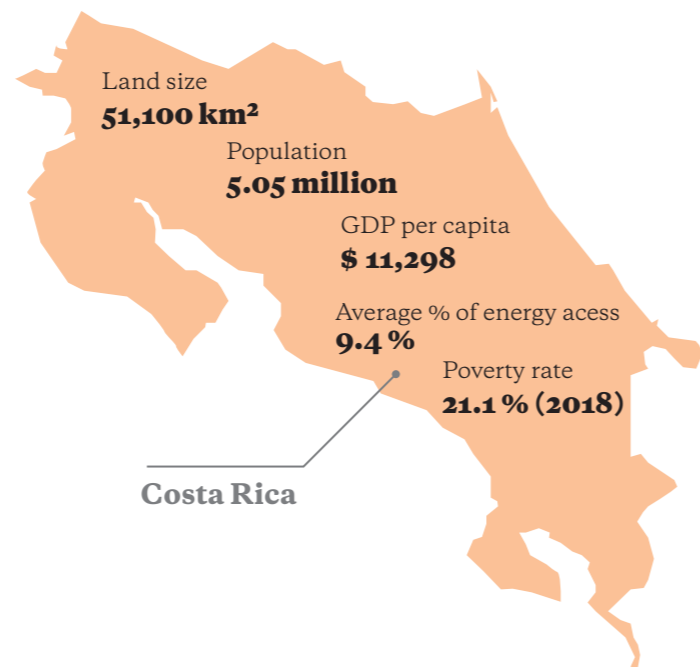 Land size
51,100 km²
Population
5.05 million
GDP per capita
$ 11,298
Average % of energy acess
9.4 %
Poverty rate
21.1 % (2018)
Costa Rica